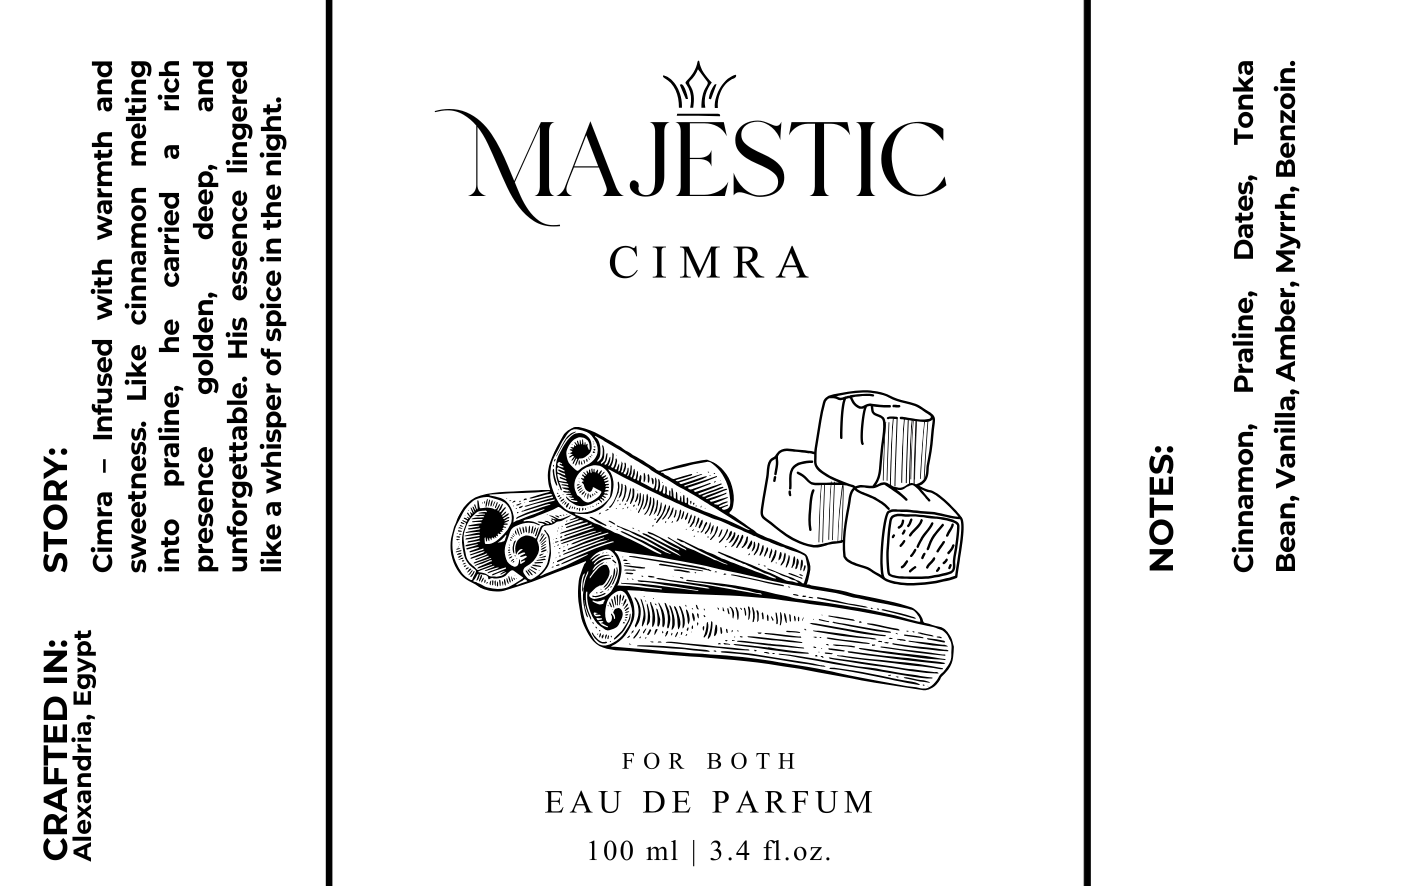 STORY:
Cimra – Infused with warmth and
sweetness. Like cinnamon melting
into praline, he carried a rich
presence golden, deep, and
unforgettable. His essence lingered
like a whisper of spice in the night.
CRAFTED IN:
Alexandria, Egypt
MAJESTIC
CIMRA
FOR BOTH
EAU DE PARFUM
100 ml | 3.4 fl.oz.
NOTES:
Cinnamon, Praline, Dates, Tonka
Bean, Vanilla, Amber, Myrrh, Benzoin.